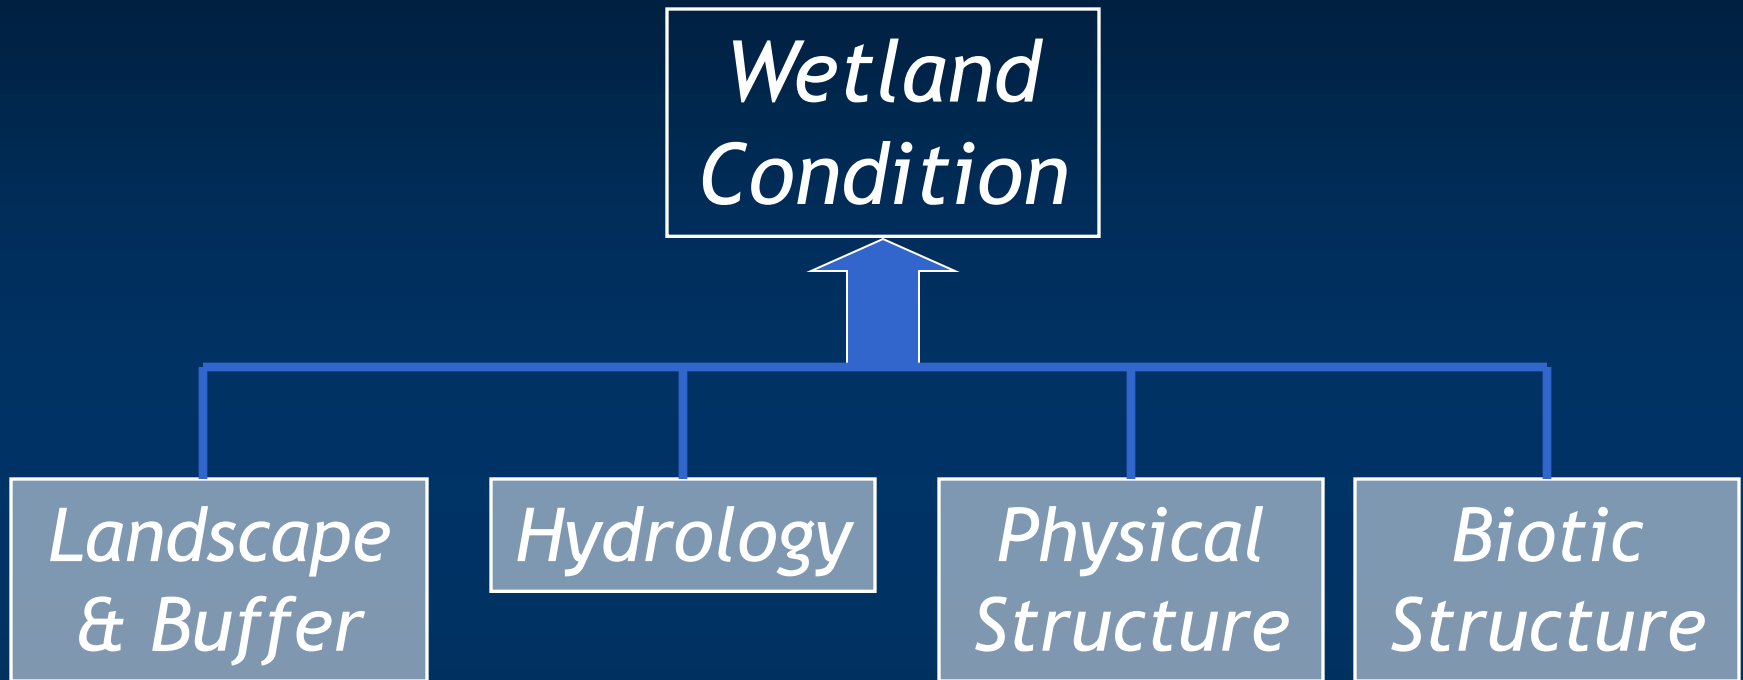 Wetland
Condition
Landscape
& Buffer
Hydrology
Physical
Structure
Biotic
Structure